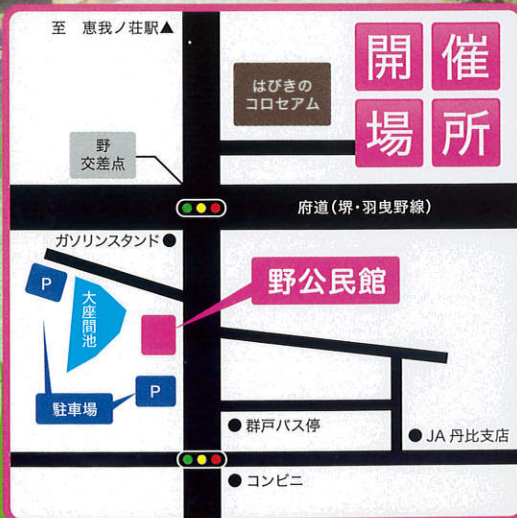 至 恵我ノ荘駅▲
開催
場所
はびきの
コロセアム
野
交差点
府道(堺・羽曳野線)
ガソリンスタンド●
P
大座間池
野公民館
P
駐車場
●群戸バス停
●JA 丹比支店
●コンビニ